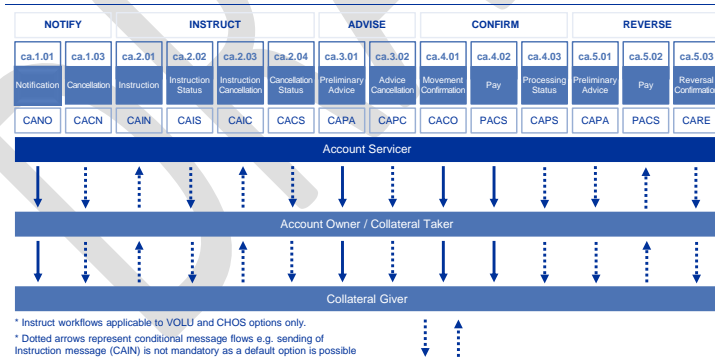 NOTIFY INSTRUCT ADVISE CONFIRM REVERSE
ca.1.01 ca.1.03 ca.2.01 ca.2.02 ca.2.03 ca.2.04 ca.3.01 ca.3.02 ca.4.01 ca.4.02 ca.4.03 ca.5.01 ca.5.02 ca.5.03
Notification Cancellation Instruction Instruction Status Instruction Cancellation Cancellation Status Preliminary Advice Advice Cancellation Movement Confirmation Pay Processing Status Preliminary Advice Pay Reversal Confirmation
CANO CACN CAIN CAIS CAIC CACS CAPA CAPC CACO PACS CAPS CAPA PACS CARE
Account Servicer
Account Owner / Collateral Taker
Collateral Giver
* Instruct workflows applicable to VOLU and CHOS options only.
* Dotted arrows represent conditional message flows e.g. sending of
Instruction message (CAIN) is not mandatory as a default option is possible